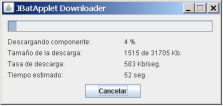 JBatApplet Downloader
Descargando componente: 4 %
Tamaño de la descarga: 1515 de 31705 Kb.
Tasa de descarga: 583 Kb/seg.
Tiempo estimado: 52 seg.
Cancelar